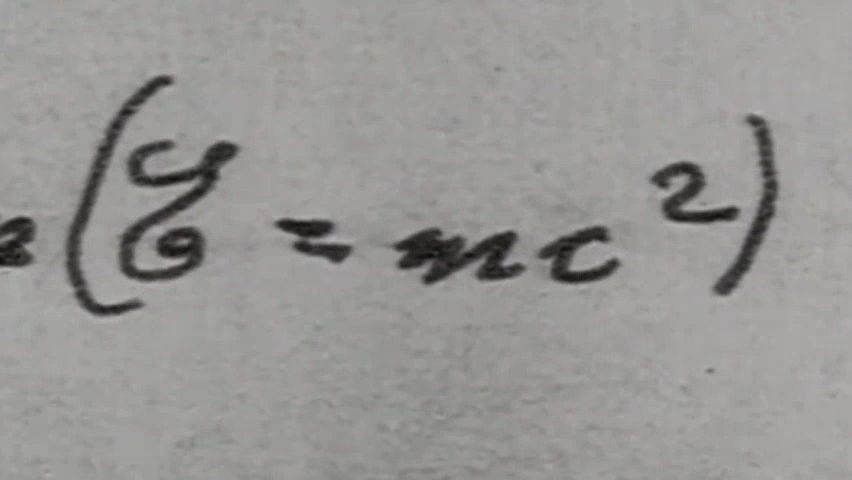 (E = mc²)